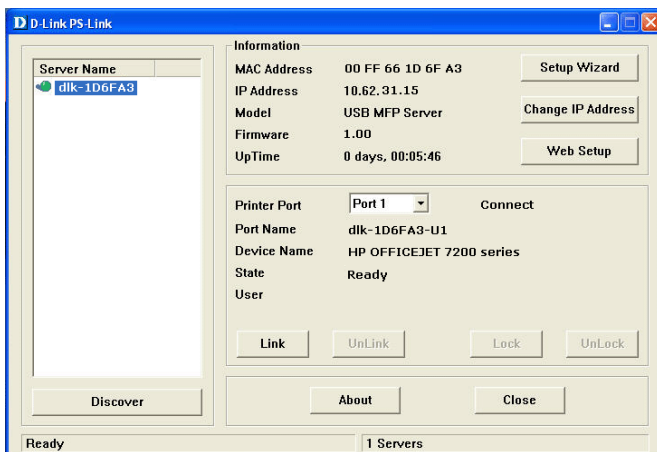 D-Link PS-Link
Server Name
dlk-1D6FA3
Discover
Information
MAC Address 00 FF 66 1D 6F A3
IP Address 10.62.31.15
Model USB MFP Server
Firmware 1.00
UpTime 0 days, 00:05:46
Setup Wizard
Change IP Address
Web Setup
Printer Port Port 1 Connect
Port Name dlk-1D6FA3-U1
Device Name HP OFFICEJET 7200 series
State Ready
User
Link UnLink Lock UnLock
About Close
Ready 1 Servers